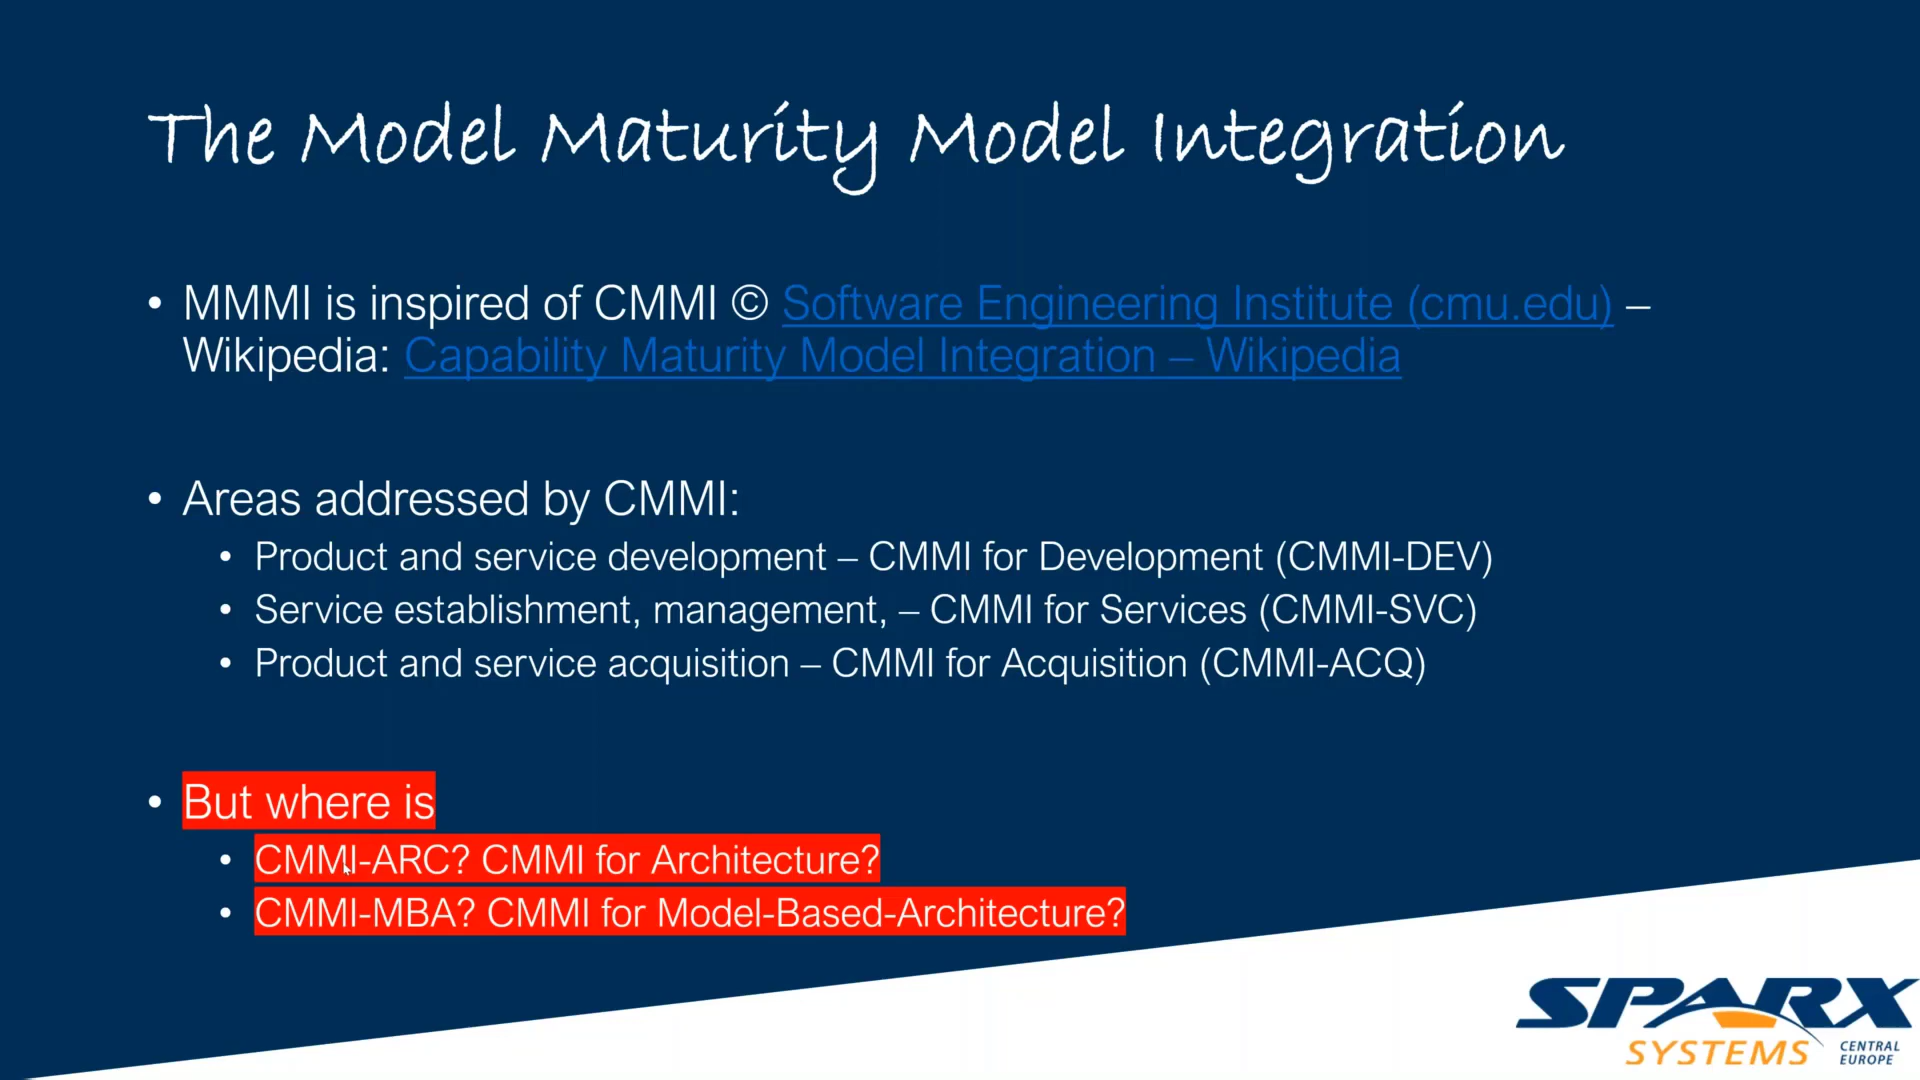 The Model Maturity Model Integration
• MMMI is inspired of CMMI © Software Engineering Institute (cmu.edu) –
Wikipedia: Capability Maturity Model Integration – Wikipedia
• Areas addressed by CMMI:
• Product and service development – CMMI for Development (CMMI-DEV)
• Service establishment, management, – CMMI for Services (CMMI-SVC)
• Product and service acquisition – CMMI for Acquisition (CMMI-ACQ)
• But where is
• CMMI-ARC? CMMI for Architecture?
• CMMI-MBA? CMMI for Model-Based-Architecture?
SPARX
SYSTEMS CENTRAL
EUROPE